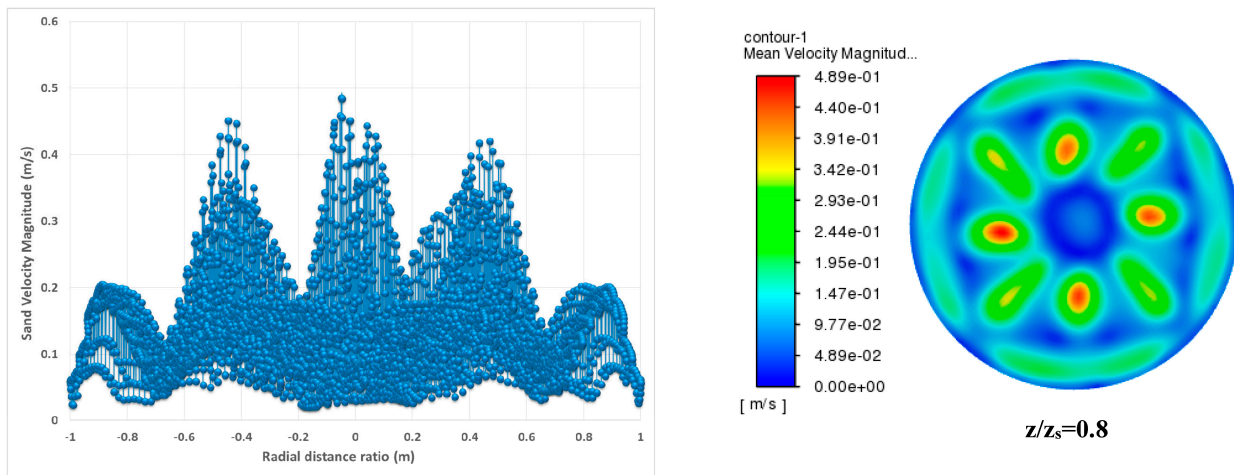 0.6
0.5
0.4
0.3
0.2
0.1
0
Sand Velocity Magnitude (m/s)
-1 -0.8 -0.6 -0.4 -0.2 0 0.2 0.4 0.6 0.8 1
Radial distance ratio (m)
contour-1
Mean Velocity Magnitud...
4.89e-01
4.40e-01
3.91e-01
3.42e-01
2.93e-01
2.44e-01
1.95e-01
1.47e-01
9.77e-02
4.89e-02
0.00e+00
[ m/s ]
z/zs=0.8